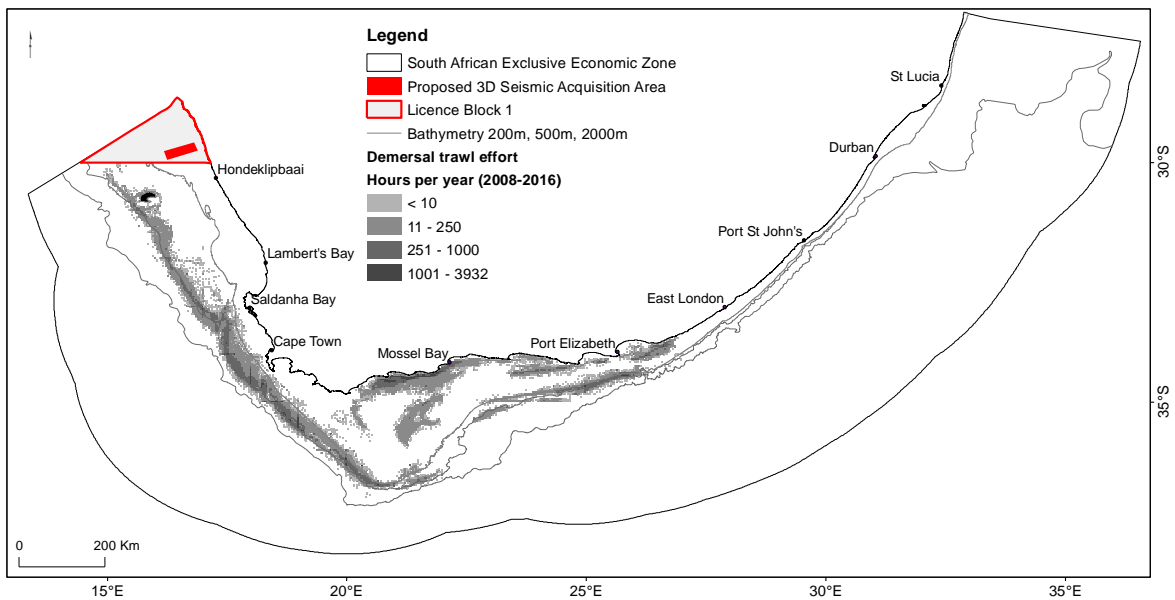 Legend
South African Exclusive Economic Zone
Proposed 3D Seismic Acquisition Area
Licence Block 1
Bathymetry 200m, 500m, 2000m
Demersal trawl effort
Hours per year (2008-2016)
< 10
11 - 250
251 - 1000
1001 - 3932
St Lucia
Durban
Hondeklipbaai
Port St John's
Lambert's Bay
Saldanha Bay
East London
Cape Town
Mossel Bay
Port Elizabeth
30°S
35°S
0 200 Km
15°E 20°E 25°E 30°E 35°E